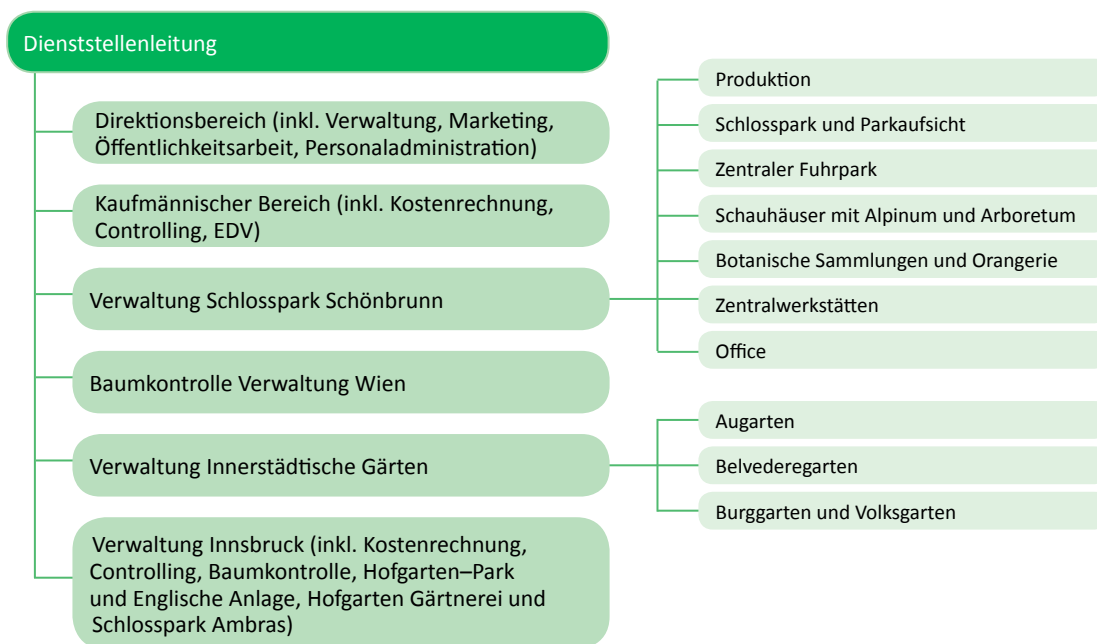 Dienststellenleitung
Direktionsbereich (inkl. Verwaltung, Marketing,
Öffentlichkeitsarbeit, Personaladministration)
Kaufmännischer Bereich (inkl. Kostenrechnung,
Controlling, EDV)
Verwaltung Schlosspark Schönbrunn
Produktion
Schlosspark und Parkaufsicht
Zentraler Fuhrpark
Schauhäuser mit Alpinum und Arboretum
Botanische Sammlungen und Orangerie
Zentralwerkstätten
Office
Baumkontrolle Verwaltung Wien
Verwaltung Innerstädtische Gärten
Augarten
Belvederegarten
Burggarten und Volksgarten
Verwaltung Innsbruck (inkl. Kostenrechnung,
Controlling, Baumkontrolle, Hofgarten–Park
und Englische Anlage, Hofgarten Gärtnerei und
Schlosspark Ambras)